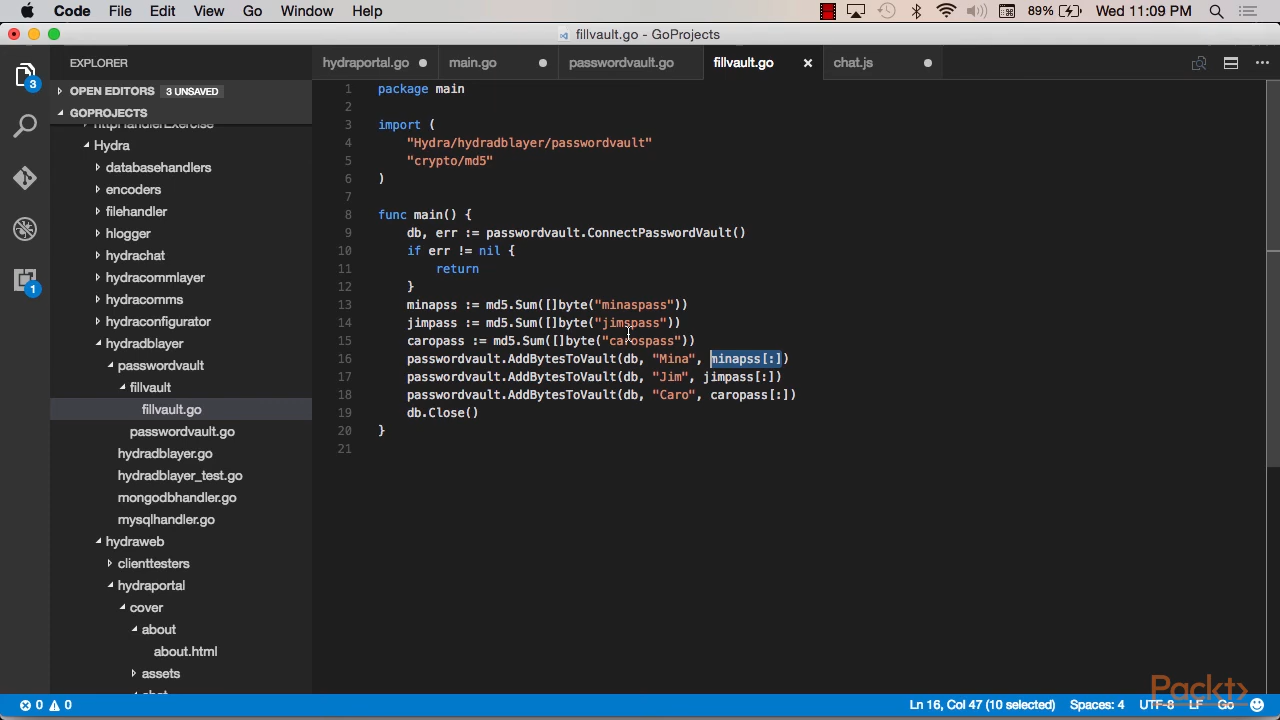 Code File Edit View Go Window Help 89% Wed 11:09 PM
fillvault.go - GoProjects
EXPLORER
hydraportal.go main.go passwordvault.go fillvault.go chat.js
3
OPEN EDITORS 3 UNSAVED
GOPROJECTS
httpHandlerExercise
Hydra
databasehandlers
encoders
filehandler
hlogger
hydrachat
hydracommlayer
hydracomms
hydraconfigurator
hydradblayer
passwordvault
fillvault
fillvault.go
passwordvault.go
hydradblayer.go
hydradblayer_test.go
mongodbhandler.go
mysqlhandler.go
hydraweb
clienttesters
hydraportal
cover
about
about.html
assets
1
1 package main
2
3 import (
4 "Hydra/hydradblayer/passwordvault"
5 "crypto/md5"
6 )
7
8 func main() {
9 db, err := passwordvault.ConnectPasswordVault()
10 if err != nil {
11 return
12 }
13 minapss := md5.Sum([]byte("minaspass"))
14 jimpass := md5.Sum([]byte("jimspass"))
15 caropass := md5.Sum([]byte("carospass"))
16 passwordvault.AddBytesToVault(db, "Mina", minapss[:])
17 passwordvault.AddBytesToVault(db, "Jim", jimpass[:])
18 passwordvault.AddBytesToVault(db, "Caro", caropass[:])
19 db.Close()
20 }
21
Packt>
0 0 Ln 16, Col 47 (10 selected) Spaces: 4 UTF-8 LF Go